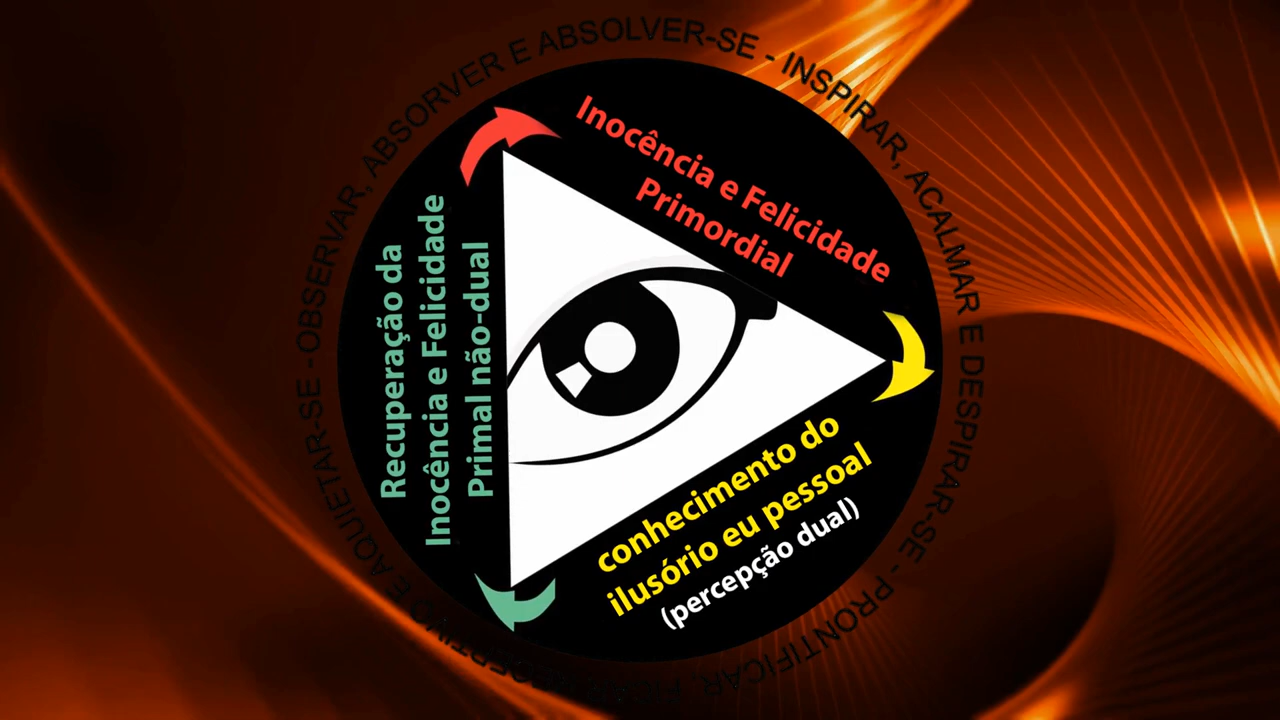 OBSERVAR, ABSORVER E ABSOLVER-SE - INSPIRAR, ACALMAR E DESPIRAR-SE - PRONTIFICAR, FICAR E AQUIETAR-SE -
Inocência e Felicidade
Primordial
conhecimento do
ilusório eu pessoal
(percepção dual)
Recuperação da
Inocência e Felicidade
Primal não-dual